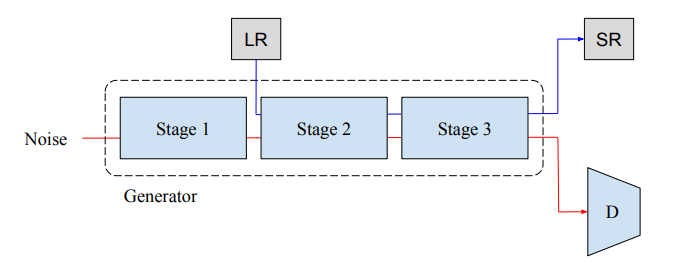 LR
SR
Noise
Stage 1
Stage 2
Stage 3
Generator
D